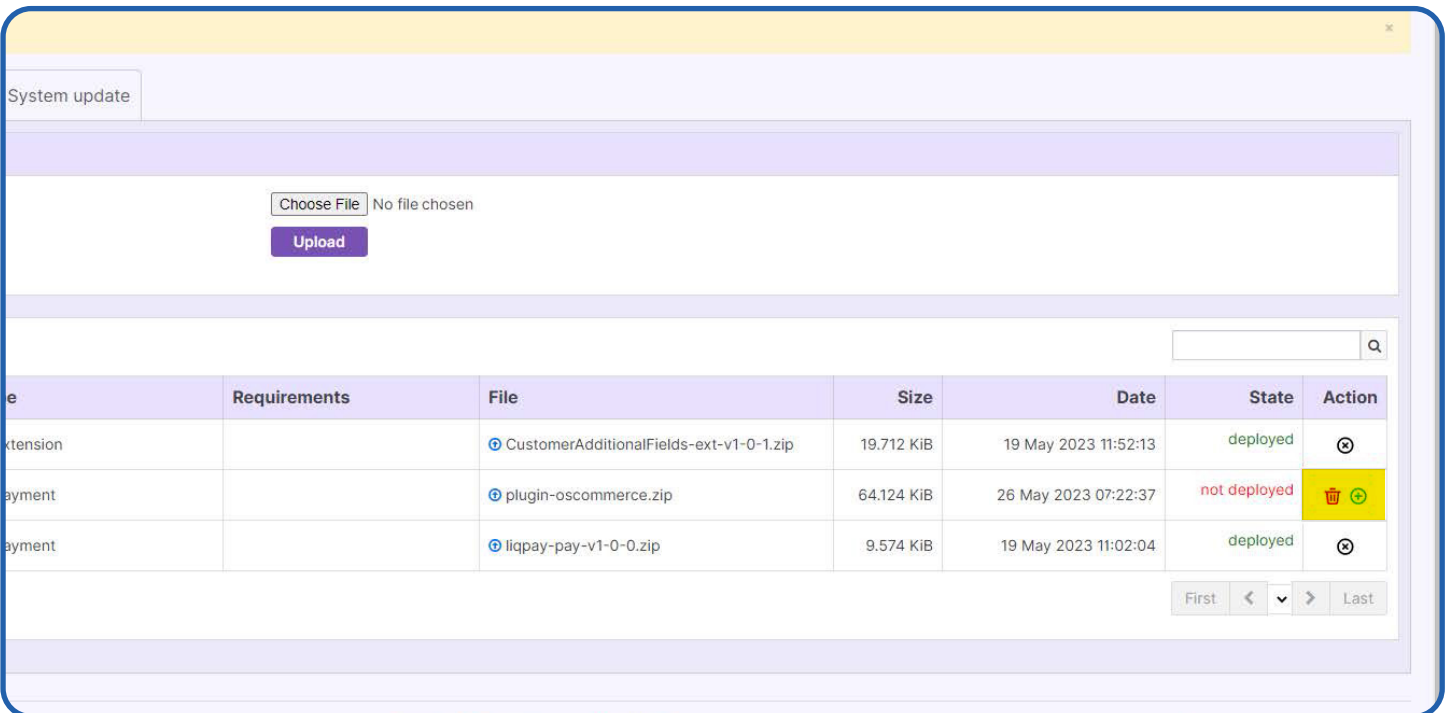 ×
System update
Choose File No file chosen
Upload
e Requirements File Size Date State Action
xtension CustomerAdditionalFields-ext-v1-0-1.zip 19.712 KiB 19 May 2023 11:52:13 deployed
ayment plugin-oscommerce.zip 64.124 KiB 26 May 2023 07:22:37 not deployed
ayment liqpay-pay-v1-0-0.zip 9.574 KiB 19 May 2023 11:02:04 deployed
First Last